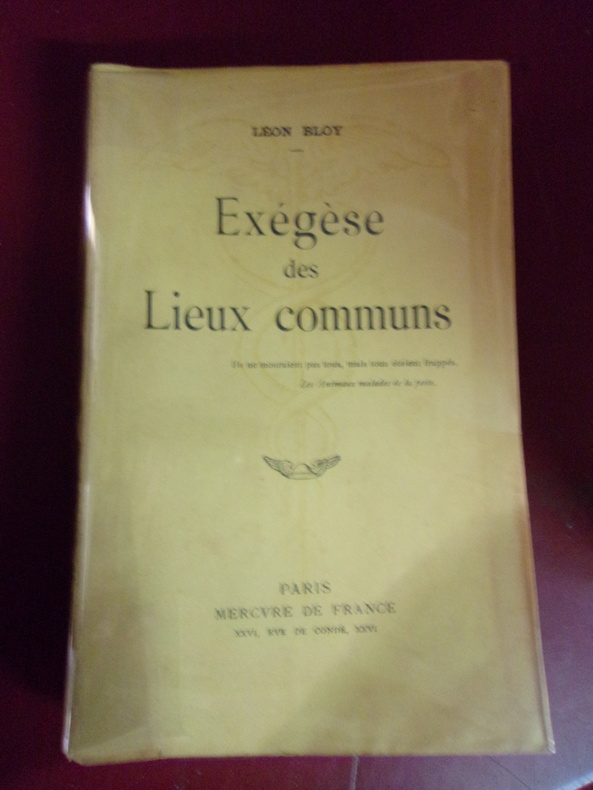 LÉON BLOY
Exégèse
des
Lieux communs
Ils ne mouraient pas tous, mais tous étaient frappés.
Les Animaux malades de la peste.
PARIS
MERCVRE DE FRANCE
XXVI, RVE DE CONDÉ, XXVI